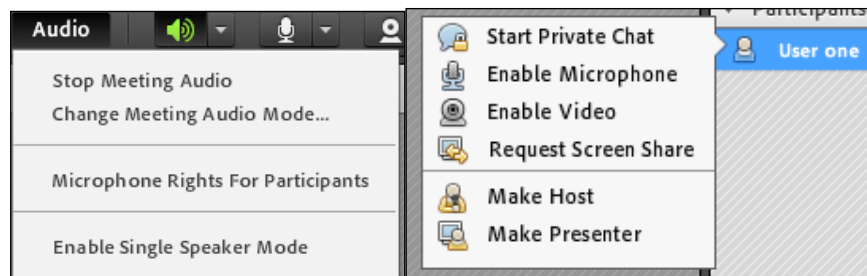 Audio
Stop Meeting Audio
Change Meeting Audio Mode...
Microphone Rights For Participants
Enable Single Speaker Mode
Start Private Chat
Enable Microphone
Enable Video
Request Screen Share
Make Host
Make Presenter
Participants
User one